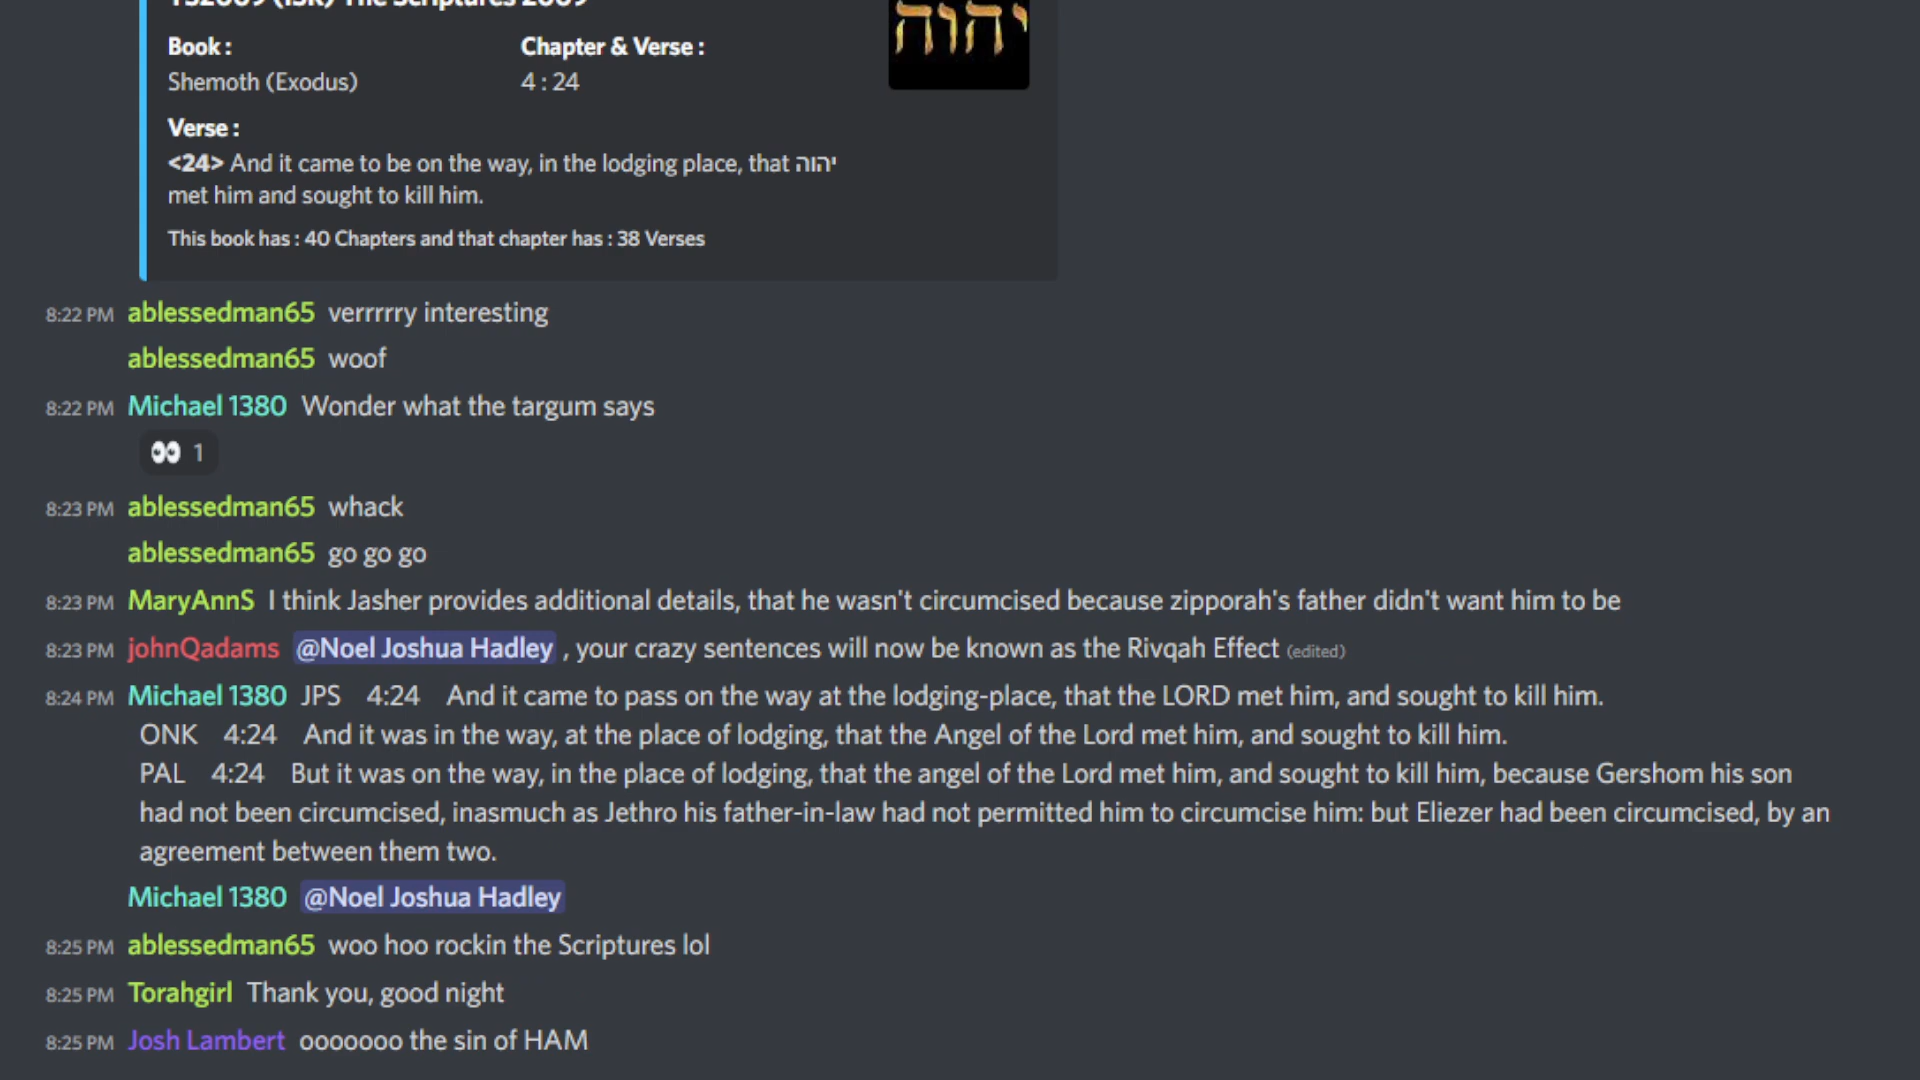 TS2009 (ISR) The Scriptures 2009
יהוה
Book : Chapter & Verse :
Shemoth (Exodus) 4 : 24
Verse :
<24> And it came to be on the way, in the lodging place, that יהוה
met him and sought to kill him.
This book has : 40 Chapters and that chapter has : 38 Verses
8:22 PM ablessedman65 verrrrry interesting
ablessedman65 woof
8:22 PM Michael 1380 Wonder what the targum says
👀 1
8:23 PM ablessedman65 whack
ablessedman65 go go go
8:23 PM MaryAnnS I think Jasher provides additional details, that he wasn't circumcised because zipporah's father didn't want him to be
8:23 PM johnQadams @Noel Joshua Hadley , your crazy sentences will now be known as the Rivqah Effect (edited)
8:24 PM Michael 1380 JPS 4:24 And it came to pass on the way at the lodging-place, that the LORD met him, and sought to kill him.
ONK 4:24 And it was in the way, at the place of lodging, that the Angel of the Lord met him, and sought to kill him.
PAL 4:24 But it was on the way, in the place of lodging, that the angel of the Lord met him, and sought to kill him, because Gershom his son
had not been circumcised, inasmuch as Jethro his father-in-law had not permitted him to circumcise him: but Eliezer had been circumcised, by an
agreement between them two.
Michael 1380 @Noel Joshua Hadley
8:25 PM ablessedman65 woo hoo rockin the Scriptures lol
8:25 PM Torahgirl Thank you, good night
8:25 PM Josh Lambert ooooooo the sin of HAM